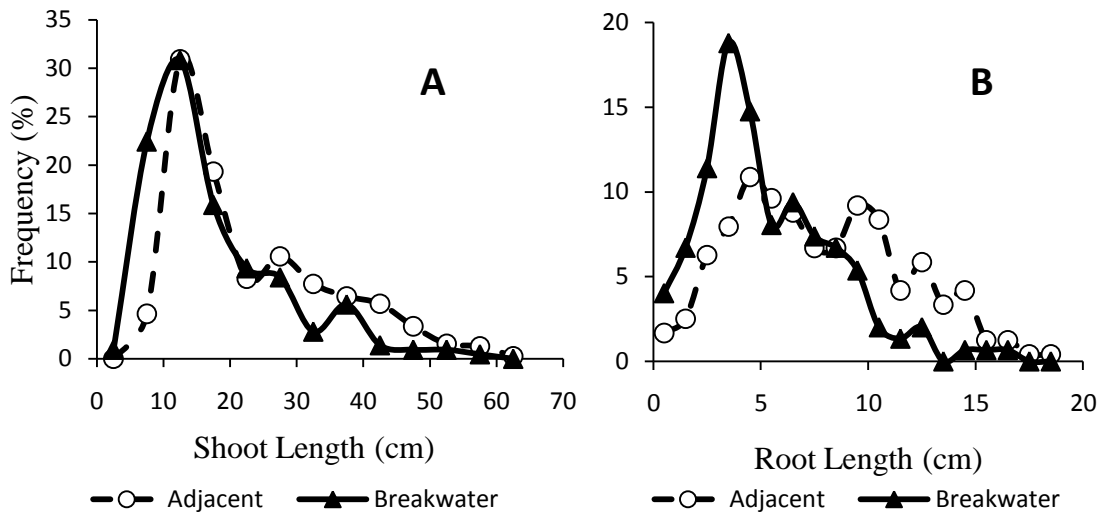 35
30
25
20
15
10
5
0
Frequency (%)
A
0 10 20 30 40 50 60 70
Shoot Length (cm)
Adjacent Breakwater
20
15
10
5
0
B
0 5 10 15 20
Root Length (cm)
Adjacent Breakwater